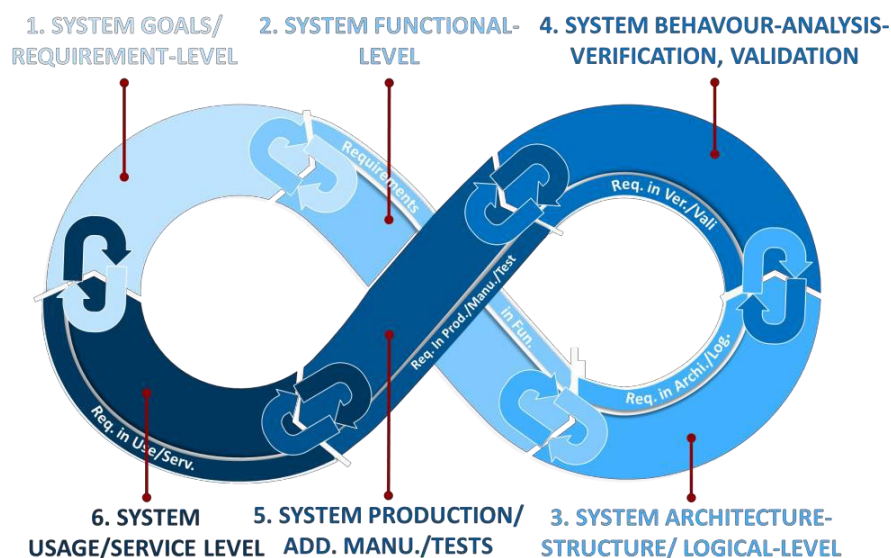 1. SYSTEM GOALS/
REQUIREMENT-LEVEL
2. SYSTEM FUNCTIONAL-
LEVEL
4. SYSTEM BEHAVOUR-ANALYSIS-
VERIFICATION, VALIDATION
Requirements
in Fun.
Req. in Ver./Vali
Req. in Archi./Log.
Req. In Prod./Manu./Test
Req. in Use/Serv.
6. SYSTEM
USAGE/SERVICE LEVEL
5. SYSTEM PRODUCTION/
ADD. MANU./TESTS
3. SYSTEM ARCHITECTURE-
STRUCTURE/ LOGICAL-LEVEL